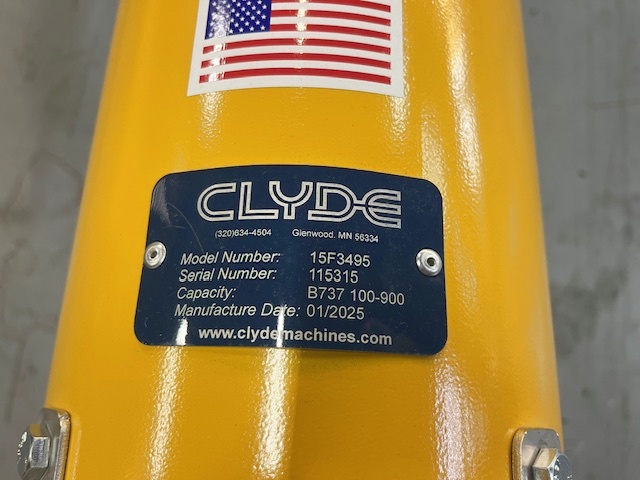 CLYDE
(320)634-4504 Glenwood, MN 56334
Model Number: 15F3495
Serial Number: 115315
Capacity: B737 100-900
Manufacture Date: 01/2025
www.clydemachines.com